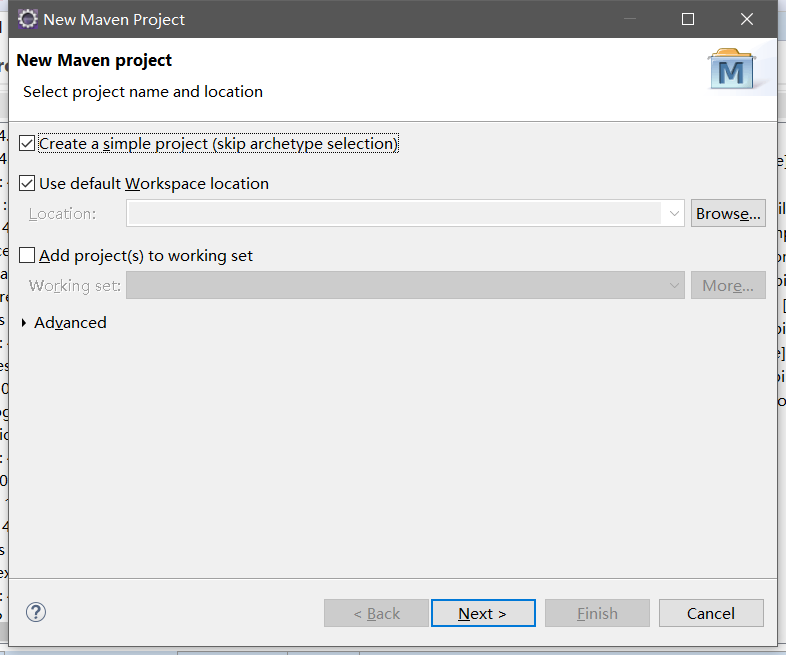 New Maven Project
New Maven project
Select project name and location
Create a simple project (skip archetype selection)
Use default Workspace location
Location:
Browse...
Add project(s) to working set
Working set:
More...
Advanced
< Back
Next >
Finish
Cancel